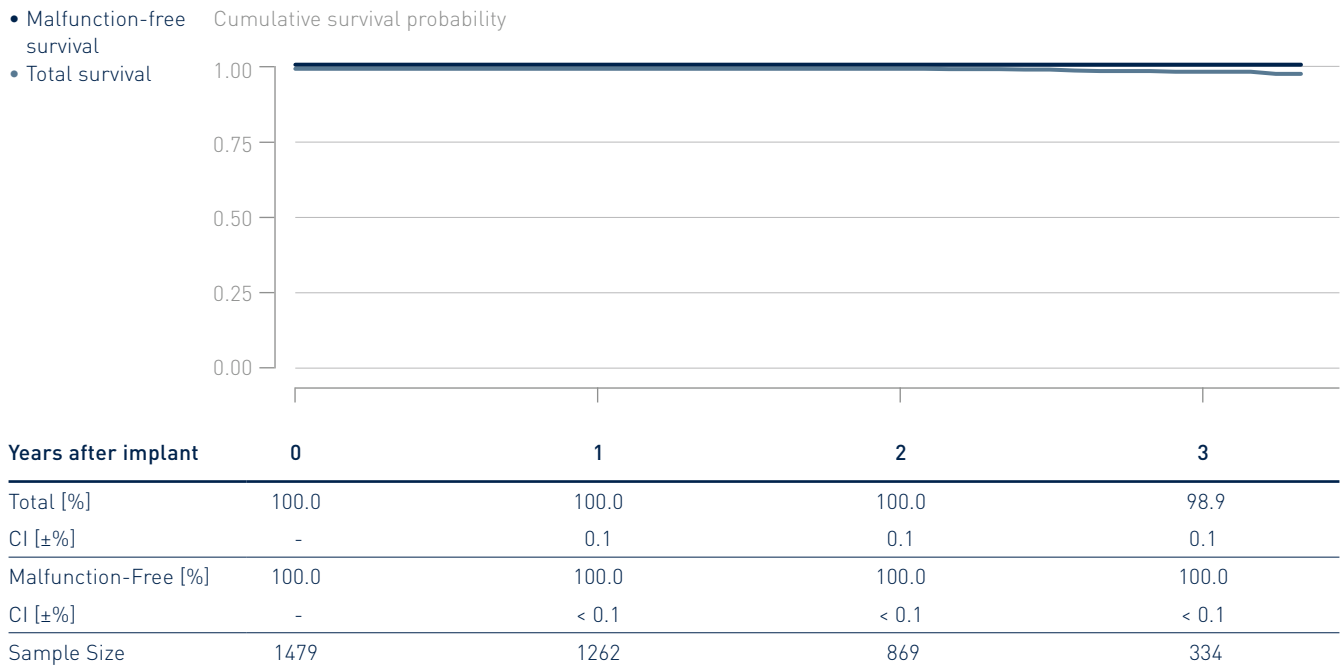 • Malfunction-free survival
• Total survival
Cumulative survival probability
1.00
0.75
0.50
0.25
0.00
Years after implant 0 1 2 3
Total [%] 100.0 100.0 100.0 98.9
CI [±%] - 0.1 0.1 0.1
Malfunction-Free [%] 100.0 100.0 100.0 100.0
CI [±%] - < 0.1 < 0.1 < 0.1
Sample Size 1479 1262 869 334